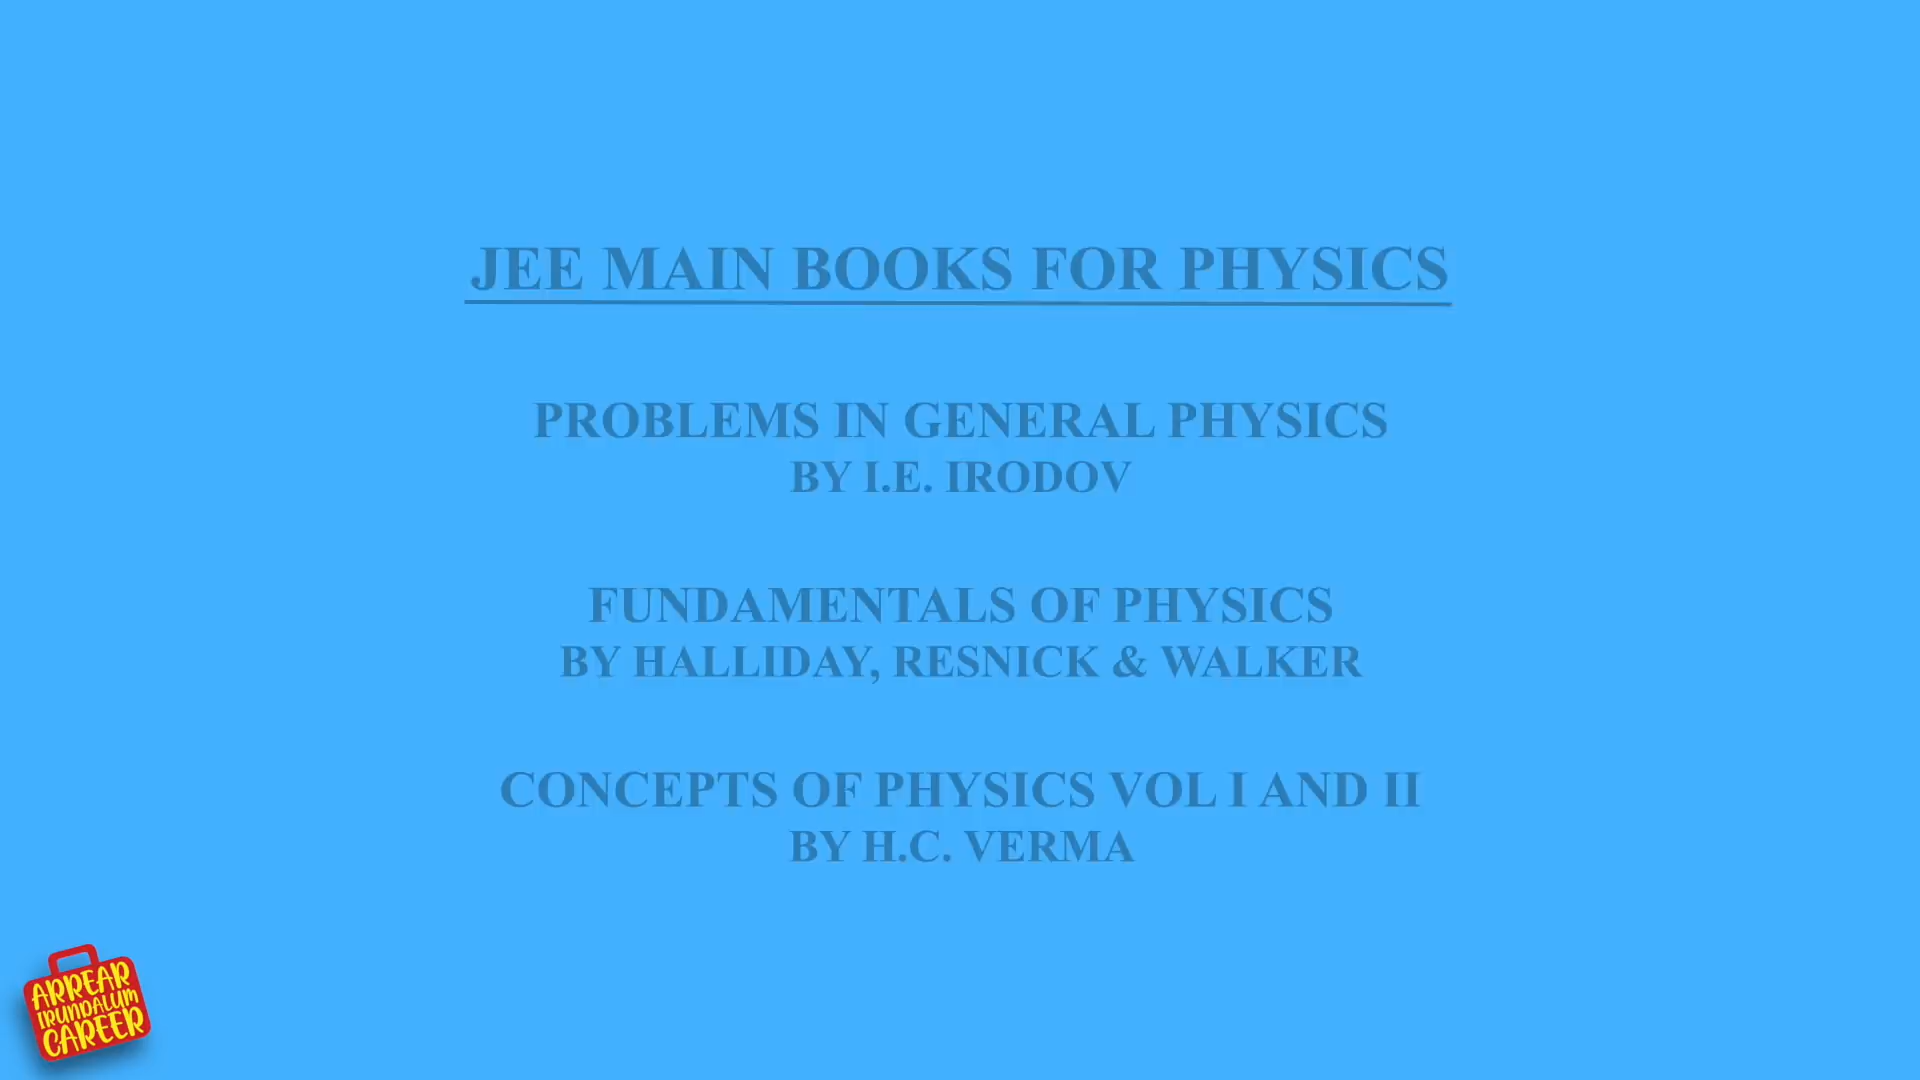 JEE MAIN BOOKS FOR PHYSICS
PROBLEMS IN GENERAL PHYSICS
BY I.E. IRODOV
FUNDAMENTALS OF PHYSICS
BY HALLIDAY, RESNICK & WALKER
CONCEPTS OF PHYSICS VOL I AND II
BY H.C. VERMA
ARREAR
IRUNDALUM
CAREER